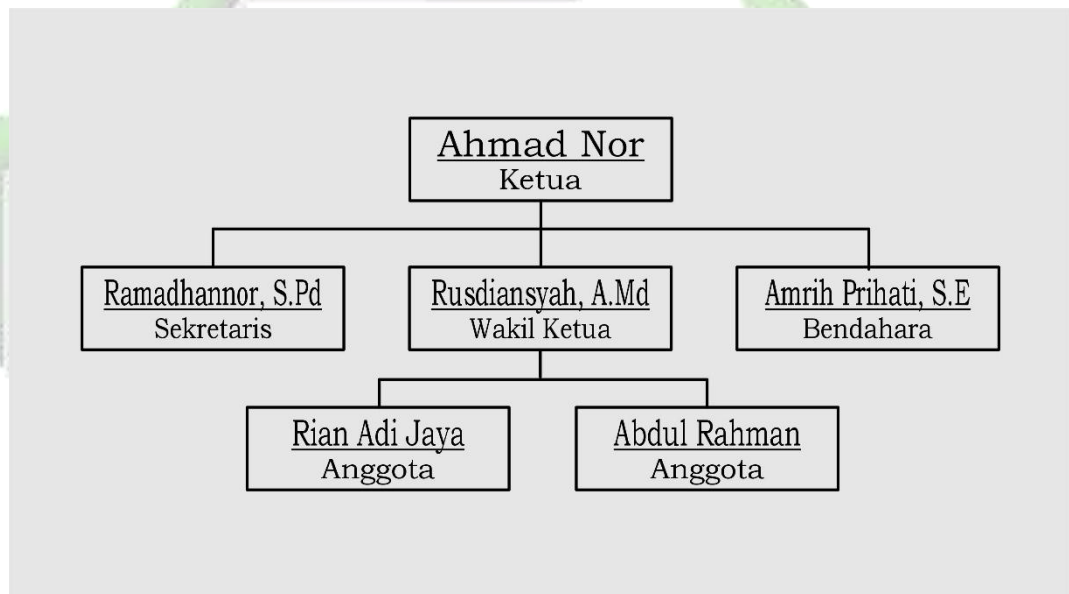 Ahmad Nor
Ketua
Ramadhannor, S.Pd
Sekretaris
Rusdiansyah, A.Md
Wakil Ketua
Amrih Prihati, S.E
Bendahara
Rian Adi Jaya
Anggota
Abdul Rahman
Anggota